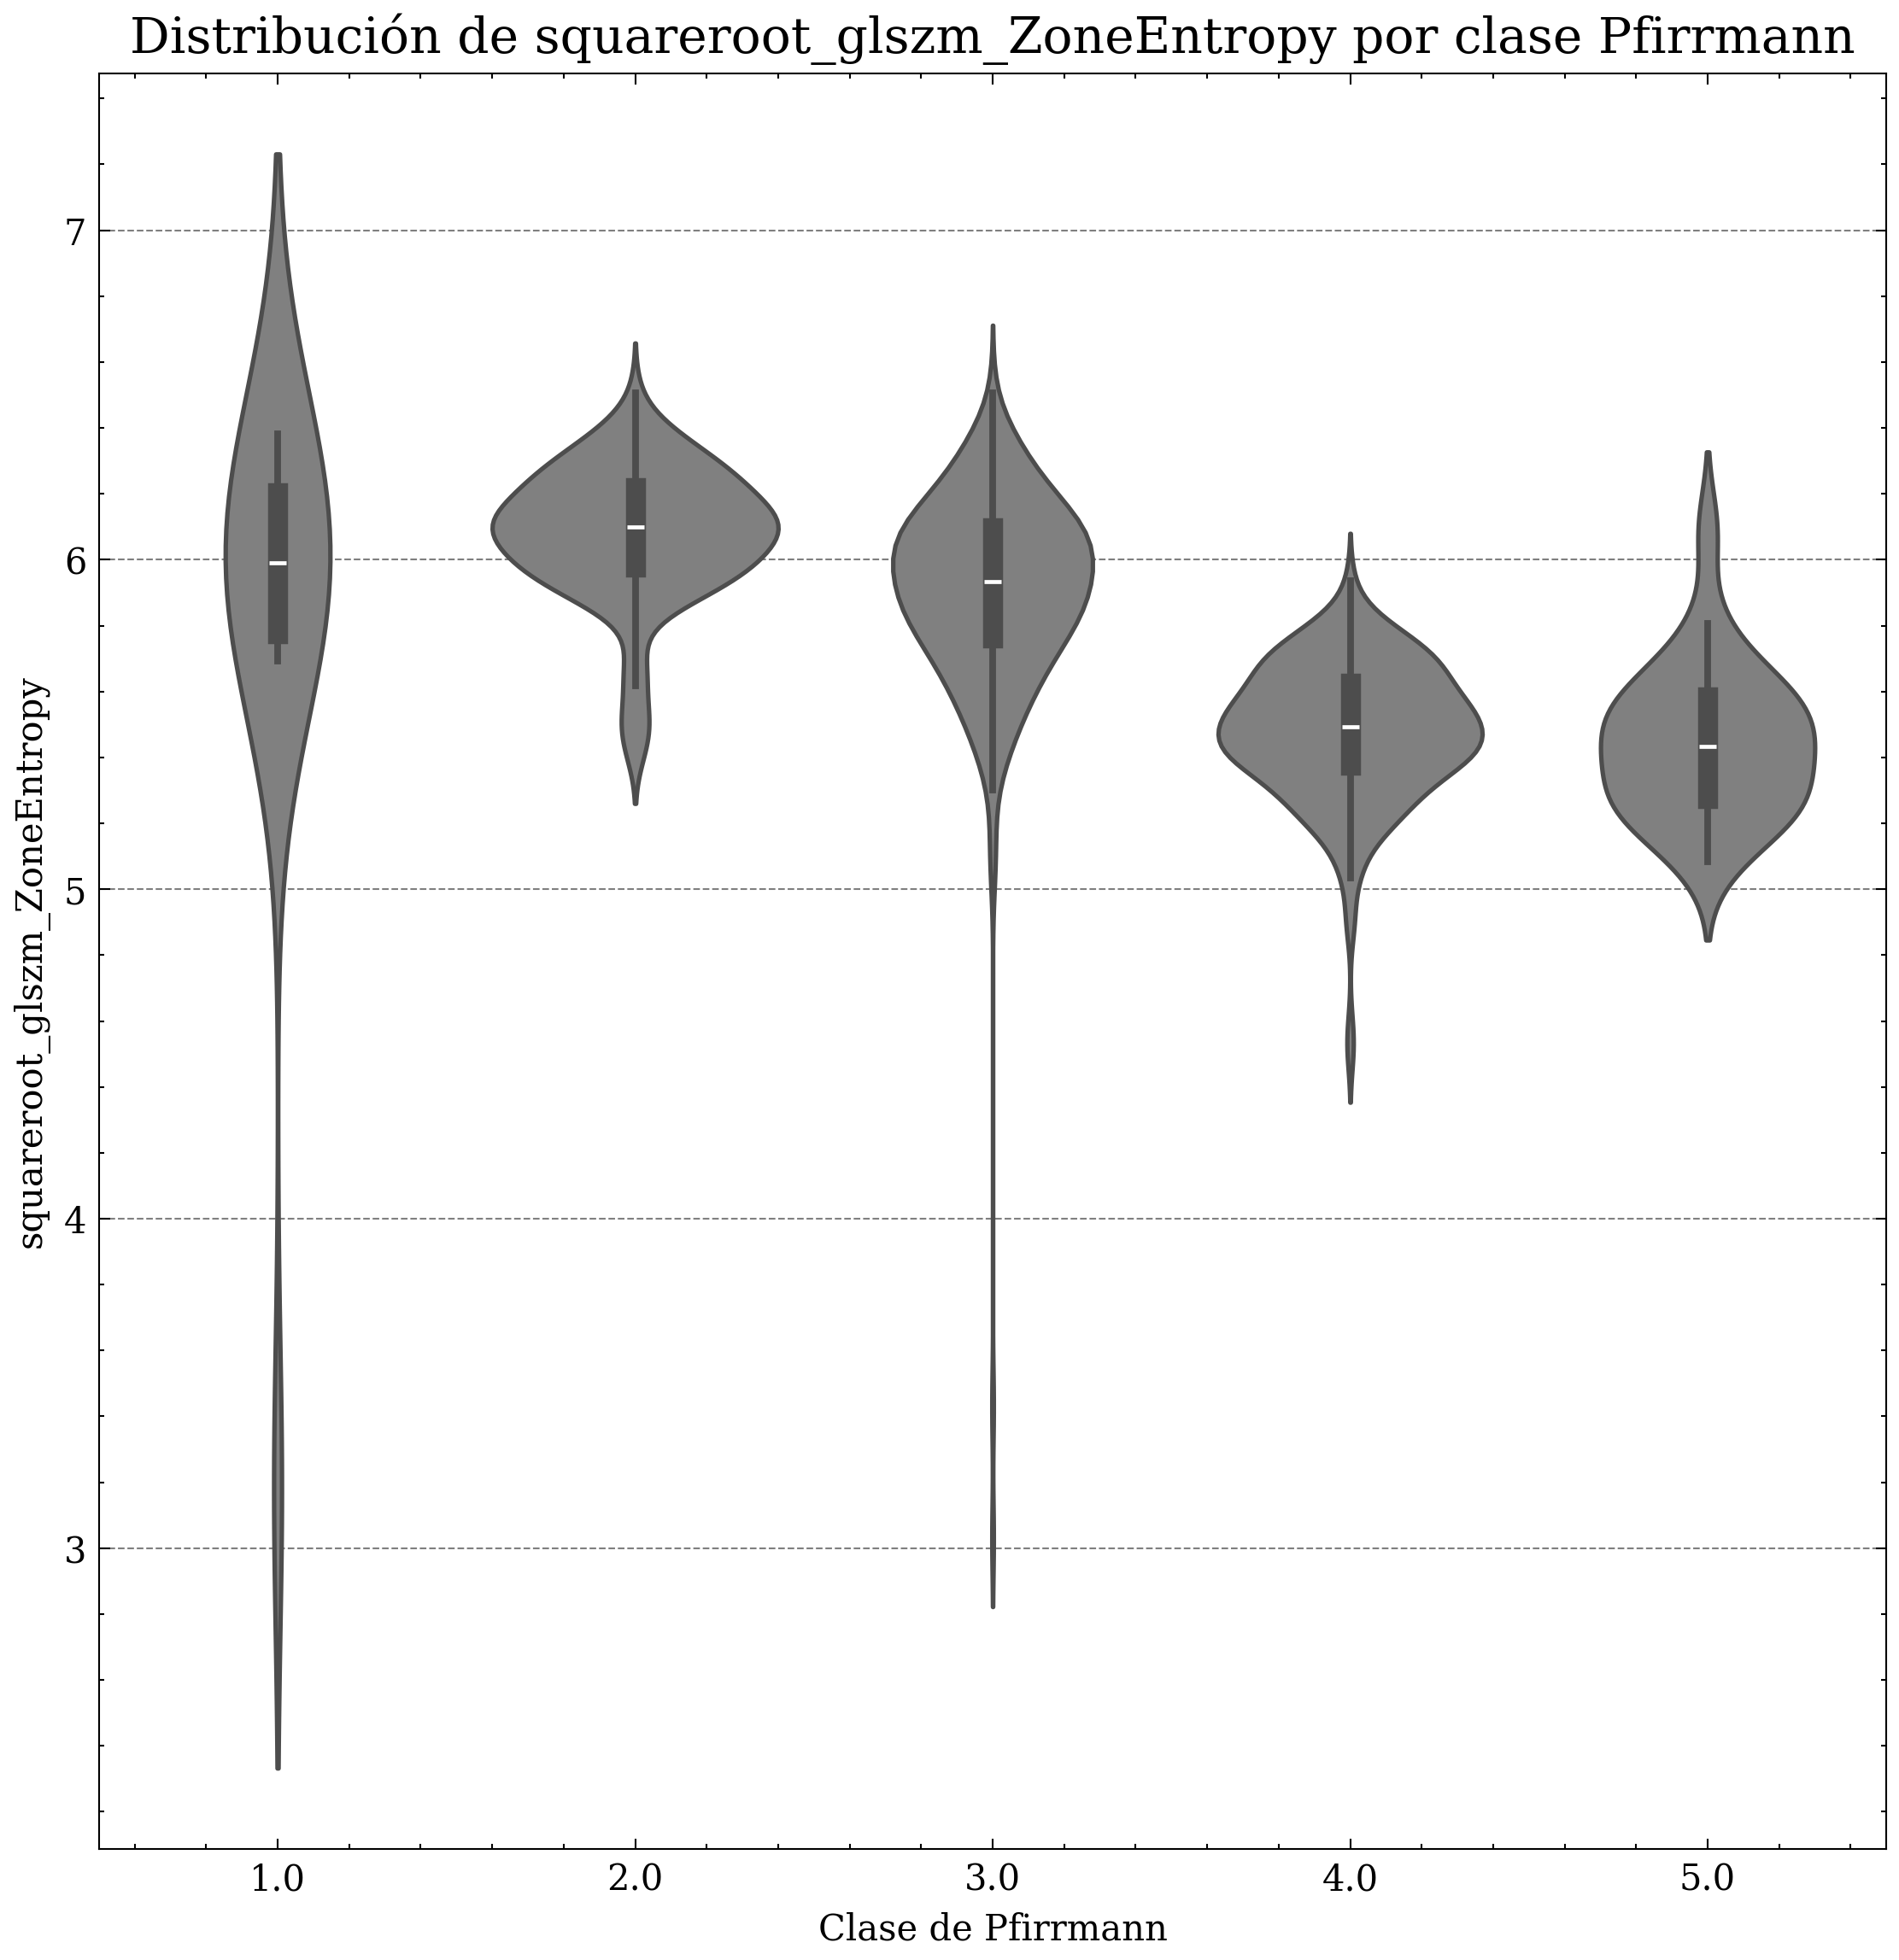 Distribución de squareroot_glszm_ZoneEntropy por clase Pfirrmann
squareroot_glszm_ZoneEntropy
7
6
5
4
3
1.0 2.0 3.0 4.0 5.0
Clase de Pfirrmann